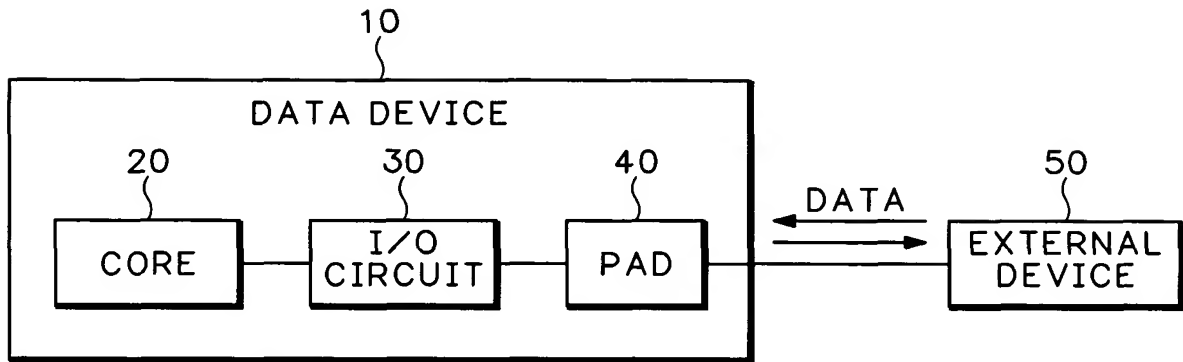 10
DATA DEVICE
20
30
40
50
CORE
I/O
CIRCUIT
PAD
DATA
EXTERNAL
DEVICE